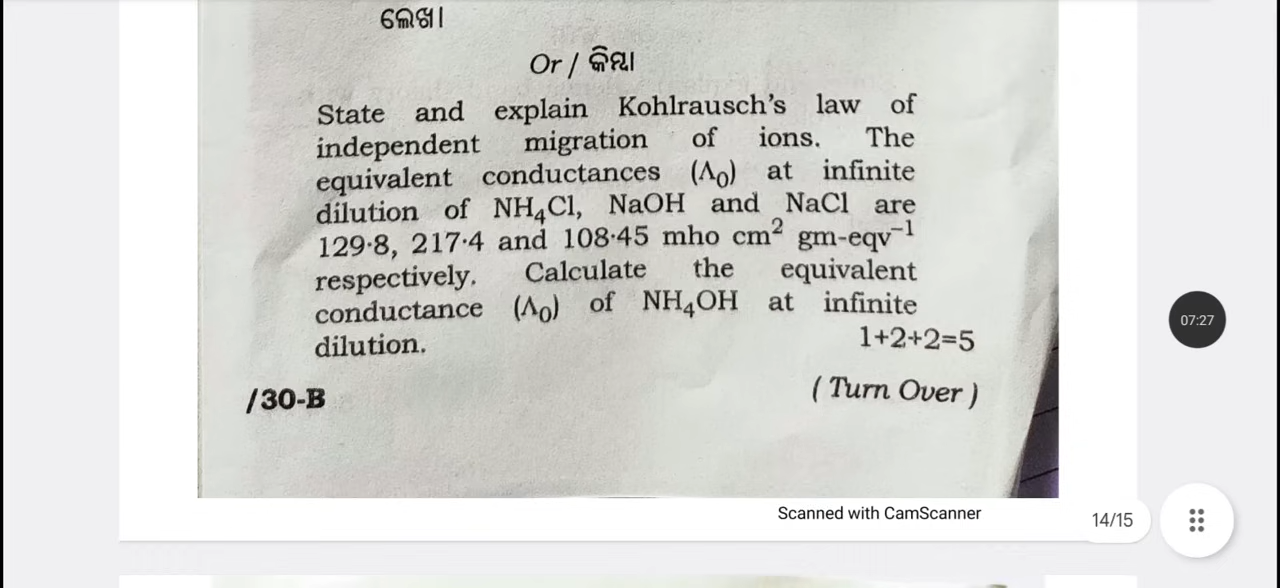 ଲେଖ।
Or / କିମ୍ବା
State and explain Kohlrausch's law of
independent migration of ions. The
equivalent conductances (Λ₀) at infinite
dilution of NH₄Cl, NaOH and NaCl are
129·8, 217·4 and 108·45 mho cm² gm-eqv⁻¹
respectively. Calculate the equivalent
conductance (Λ₀) of NH₄OH at infinite
dilution.
1+2+2=5
/30-B
( Turn Over )
Scanned with CamScanner
14/15
07:27